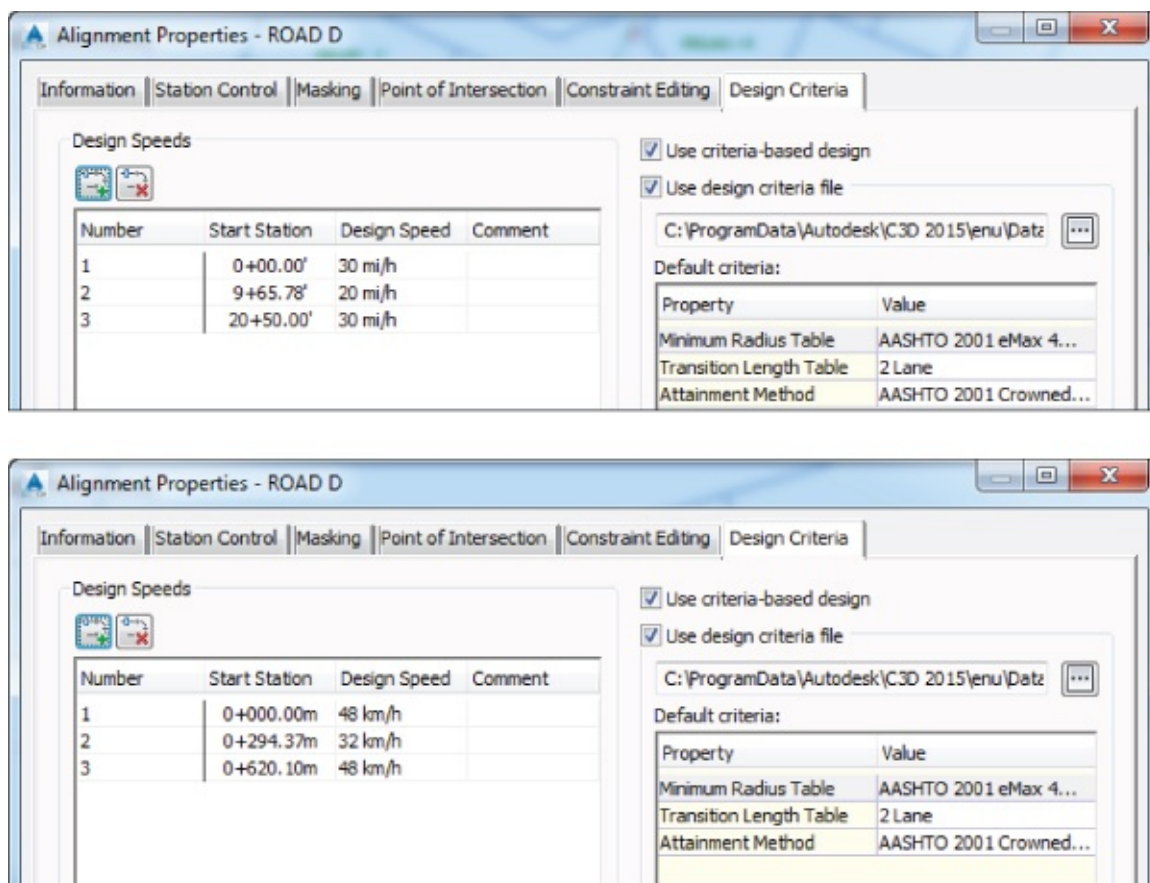 Alignment Properties - ROAD D
Information Station Control Masking Point of Intersection Constraint Editing Design Criteria
Design Speeds
Use criteria-based design
Use design criteria file
C:\ProgramData\Autodesk\C3D 2015\enu\Data ...
Default criteria:
Number Start Station Design Speed Comment
1 0+00.00' 30 mi/h
2 9+65.78' 20 mi/h
3 20+50.00' 30 mi/h
Property Value
Minimum Radius Table AASHTO 2001 eMax 4...
Transition Length Table 2 Lane
Attainment Method AASHTO 2001 Crowned...
Alignment Properties - ROAD D
Information Station Control Masking Point of Intersection Constraint Editing Design Criteria
Design Speeds
Use criteria-based design
Use design criteria file
C:\ProgramData\Autodesk\C3D 2015\enu\Data ...
Default criteria:
Number Start Station Design Speed Comment
1 0+000.00m 48 km/h
2 0+294.37m 32 km/h
3 0+620.10m 48 km/h
Property Value
Minimum Radius Table AASHTO 2001 eMax 4...
Transition Length Table 2 Lane
Attainment Method AASHTO 2001 Crowned...